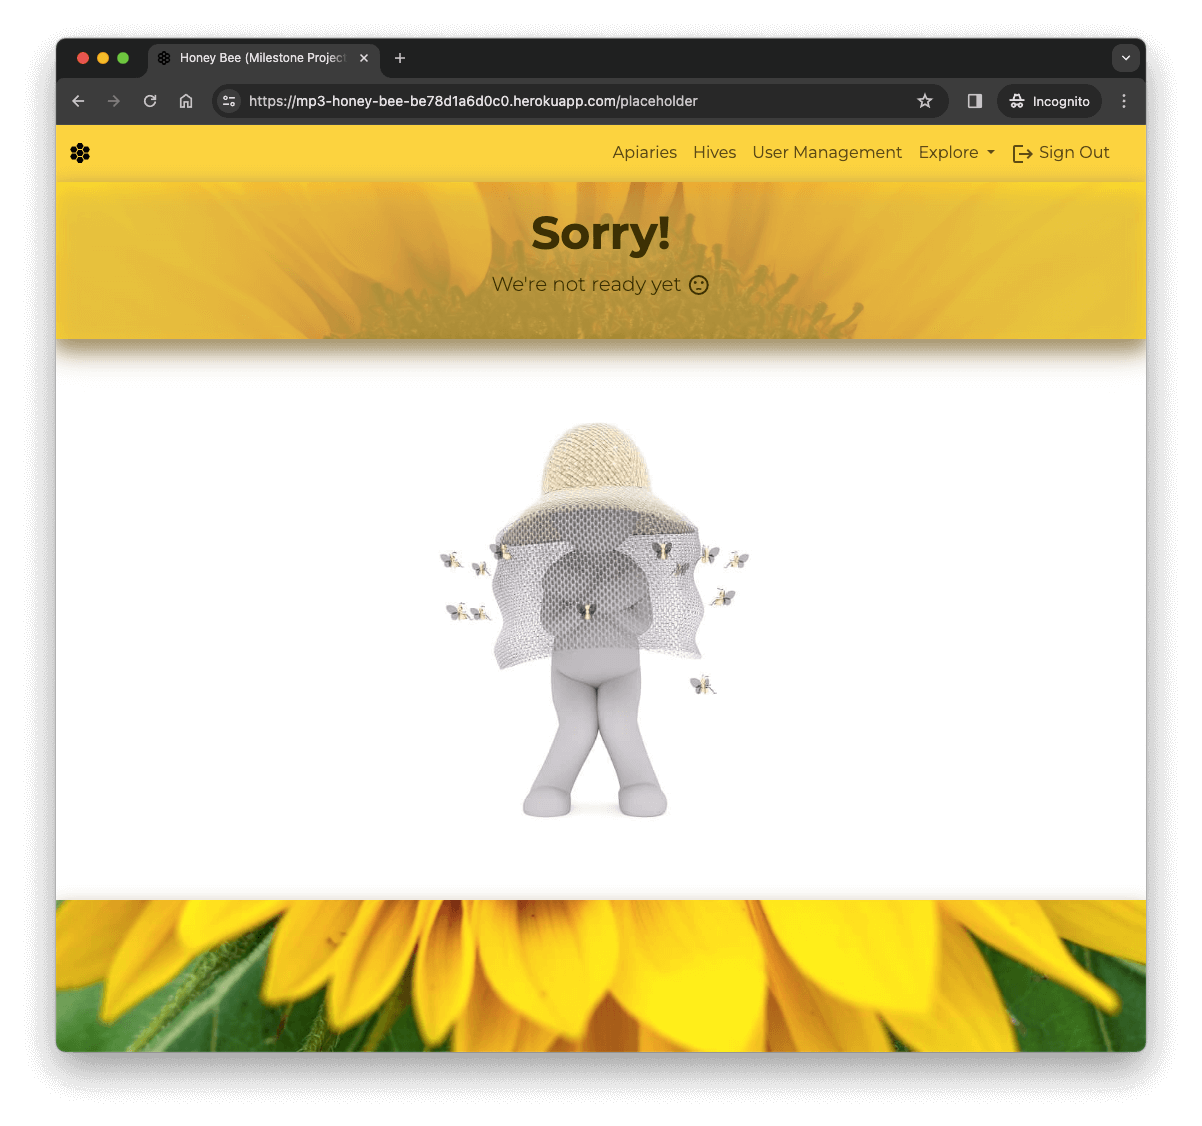 Honey Bee (Milestone Project
https://mp3-honey-bee-be78d1a6d0c0.herokuapp.com/placeholder
Incognito
Apiaries Hives User Management Explore Sign Out
Sorry!
We're not ready yet